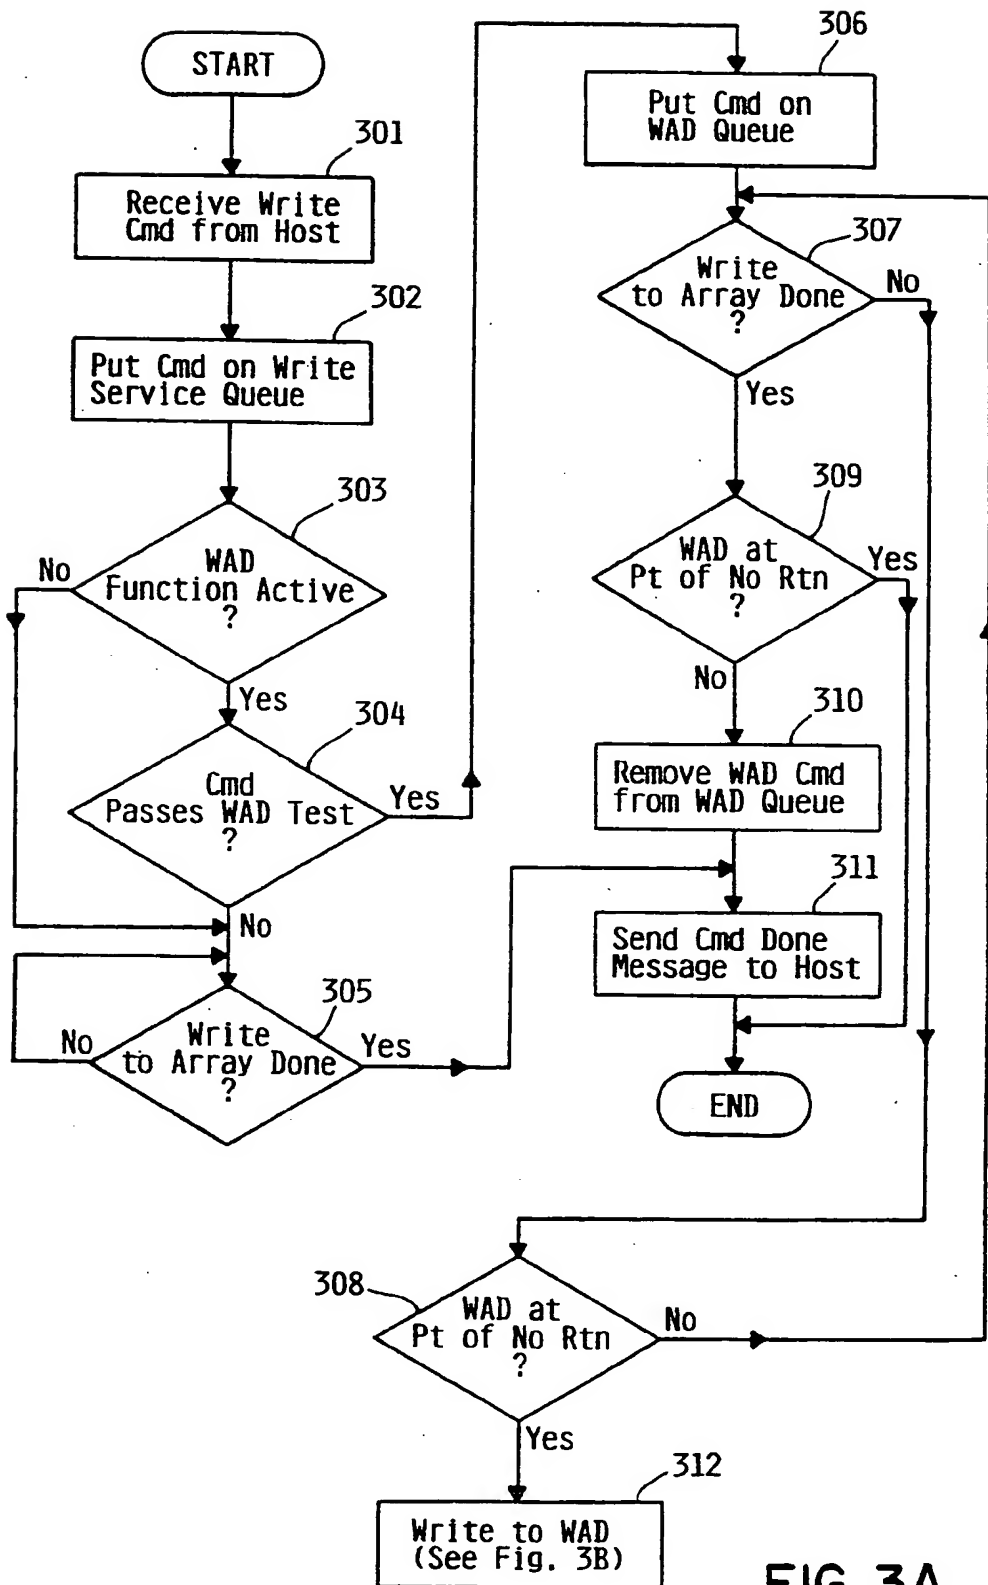 START
301
Receive Write
Cmd from Host
302
Put Cmd on Write
Service Queue
303
WAD
Function Active
?
No
Yes
304
Cmd
Passes WAD Test
?
Yes
No
305
Write
to Array Done
?
No
Yes
306
Put Cmd on
WAD Queue
307
Write
to Array Done
?
No
Yes
309
WAD at
Pt of No Rtn
?
Yes
No
310
Remove WAD Cmd
from WAD Queue
311
Send Cmd Done
Message to Host
END
308
WAD at
Pt of No Rtn
?
No
Yes
312
Write to WAD
(See Fig. 3B)
FIG 3A